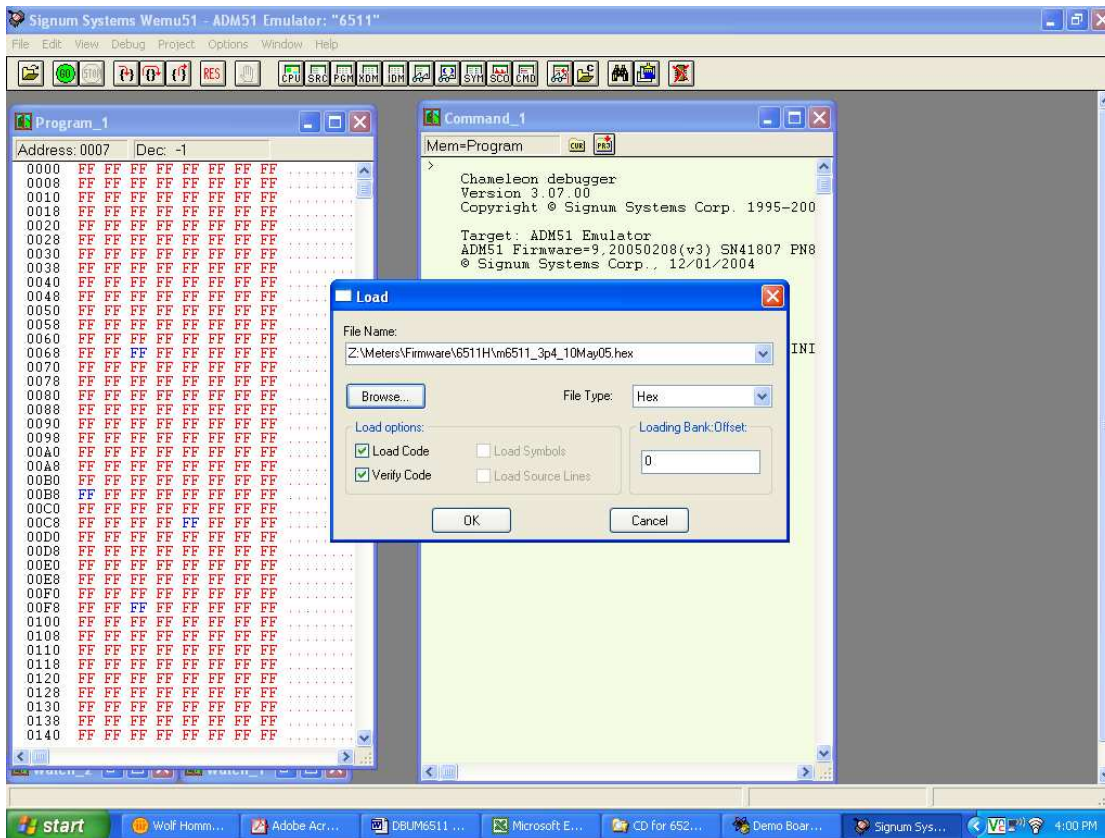 Signum Systems Wemu51 - ADM51 Emulator: "6511"
File Edit View Debug Project Options Window Help
GO STOP RES CPU SRC PGM XDM IDM SYM SCO CMD
Program_1
Address: 0007 Dec: -1
0000 FF FF FF FF FF FF FF FF ........
0008 FF FF FF FF FF FF FF FF ........
0010 FF FF FF FF FF FF FF FF ........
0018 FF FF FF FF FF FF FF FF ........
0020 FF FF FF FF FF FF FF FF ........
0028 FF FF FF FF FF FF FF FF ........
0030 FF FF FF FF FF FF FF FF ........
0038 FF FF FF FF FF FF FF FF ........
0040 FF FF FF FF FF FF FF FF ........
0048 FF FF FF FF FF FF FF FF ........
0050 FF FF FF FF FF FF FF FF ........
0058 FF FF FF FF FF FF FF FF ........
0060 FF FF FF FF FF FF FF FF ........
0068 FF FF FF FF FF FF FF FF ........
0070 FF FF FF FF FF FF FF FF ........
0078 FF FF FF FF FF FF FF FF ........
0080 FF FF FF FF FF FF FF FF ........
0088 FF FF FF FF FF FF FF FF ........
0090 FF FF FF FF FF FF FF FF ........
0098 FF FF FF FF FF FF FF FF ........
00A0 FF FF FF FF FF FF FF FF ........
00A8 FF FF FF FF FF FF FF FF ........
00B0 FF FF FF FF FF FF FF FF ........
00B8 FF FF FF FF FF FF FF FF ........
00C0 FF FF FF FF FF FF FF FF ........
00C8 FF FF FF FF FF FF FF FF ........
00D0 FF FF FF FF FF FF FF FF ........
00D8 FF FF FF FF FF FF FF FF ........
00E0 FF FF FF FF FF FF FF FF ........
00E8 FF FF FF FF FF FF FF FF ........
00F0 FF FF FF FF FF FF FF FF ........
00F8 FF FF FF FF FF FF FF FF ........
0100 FF FF FF FF FF FF FF FF ........
0108 FF FF FF FF FF FF FF FF ........
0110 FF FF FF FF FF FF FF FF ........
0118 FF FF FF FF FF FF FF FF ........
0120 FF FF FF FF FF FF FF FF ........
0128 FF FF FF FF FF FF FF FF ........
0130 FF FF FF FF FF FF FF FF ........
0138 FF FF FF FF FF FF FF FF ........
0140 FF FF FF FF FF FF FF FF ........
Watch_2 Watch_1
Command_1
Mem=Program CUR PRJ
>
Chameleon debugger
Version 3.07.00
Copyright © Signum Systems Corp. 1995-200
Target: ADM51 Emulator
ADM51 Firmware=9,20050208(v3) SN41807 PN8
© Signum Systems Corp., 12/01/2004
INI
Load
File Name:
Z:\Meters\Firmware\6511H\m6511_3p4_10May05.hex
Browse...
File Type: Hex
Load options:
Load Code
Load Symbols
Verify Code
Load Source Lines
Loading Bank:Offset:
0
OK
Cancel
start
Wolf Homm...
Adobe Acr...
DBUM6511 ...
Microsoft E...
CD for 652...
Demo Boar...
Signum Sys...
4:00 PM